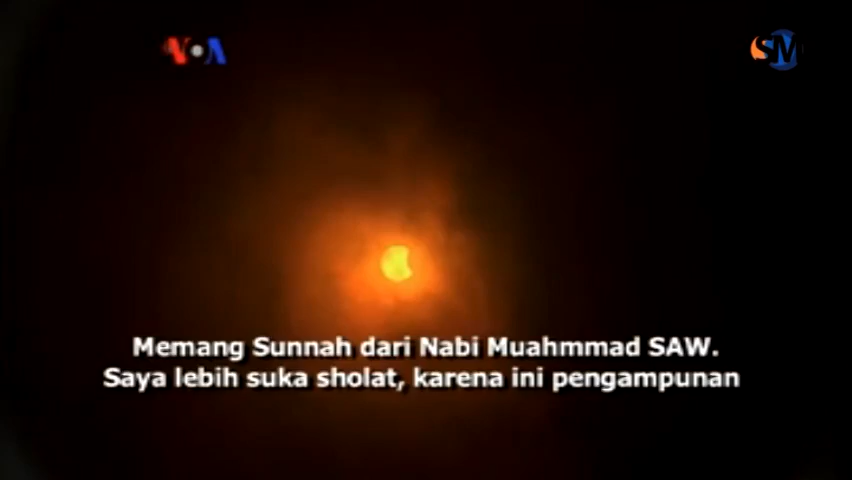 VOA
SM
Memang Sunnah dari Nabi Muahmmad SAW.
Saya lebih suka sholat, karena ini pengampunan